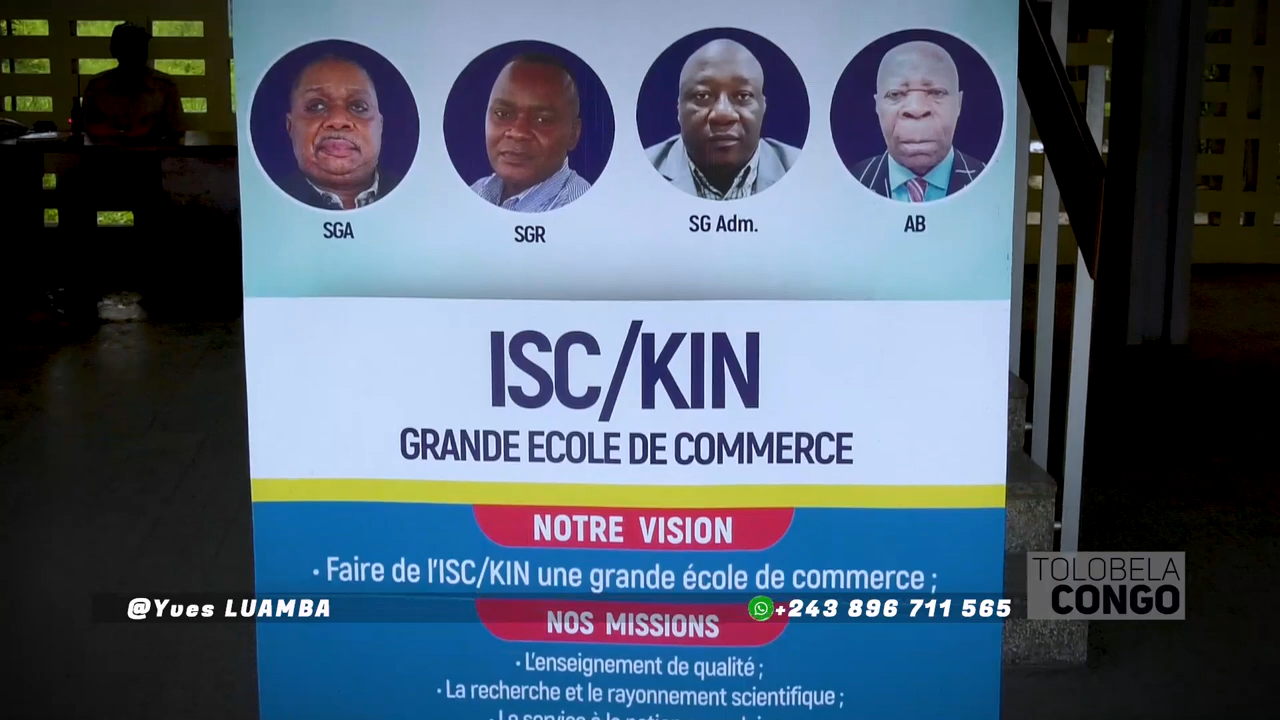 SGA
SGR
SG Adm.
AB
ISC/KIN
GRANDE ECOLE DE COMMERCE
NOTRE VISION
· Faire de l'ISC/KIN une grande école de commerce ;
TOLOBELA
CONGO
@Yves LUAMBA
+243 896 711 565
NOS MISSIONS
· L'enseignement de qualité ;
· La recherche et le rayonnement scientifique ;